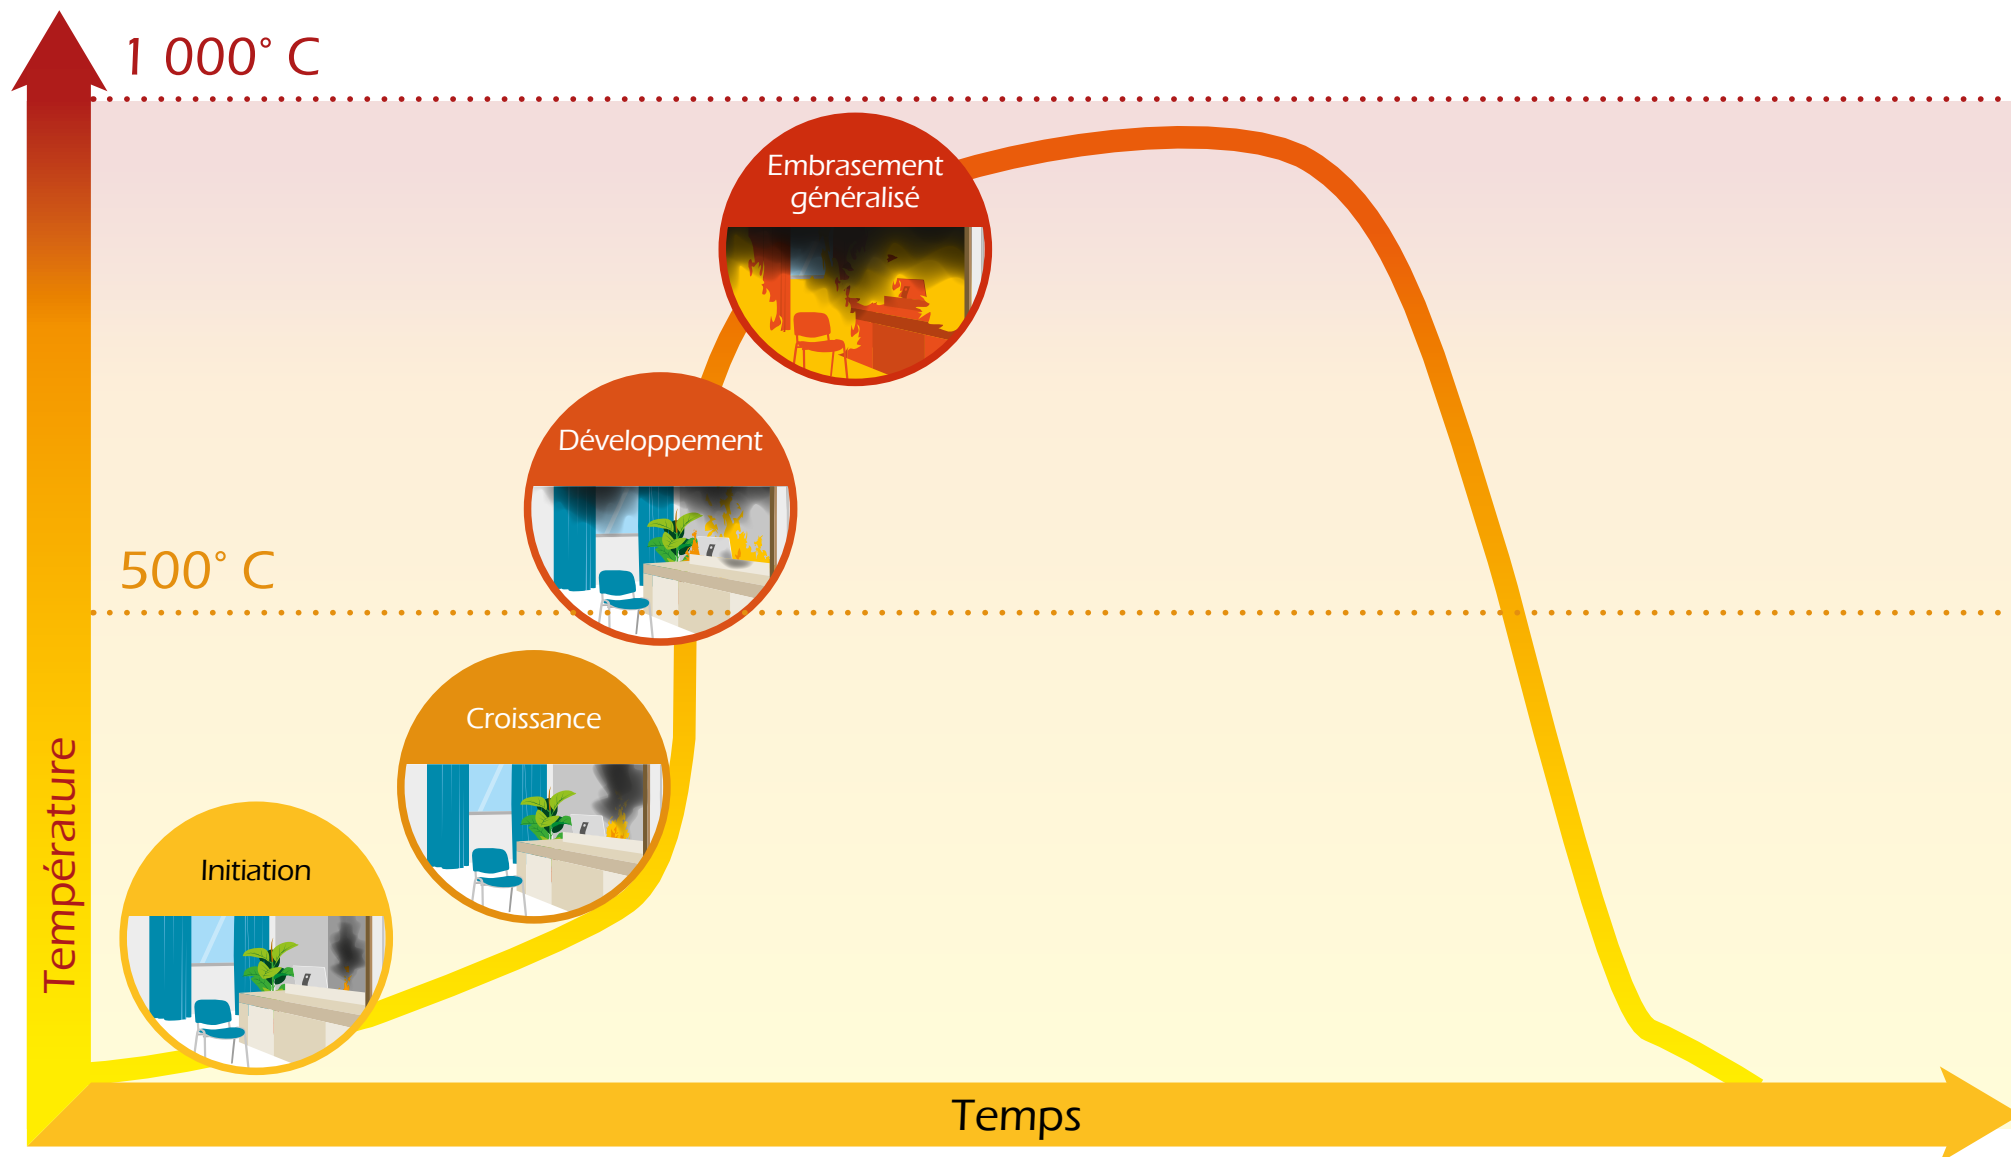 1 000° C
Embrasement
généralisé
Développement
500° C
Croissance
Initiation
Température
Temps